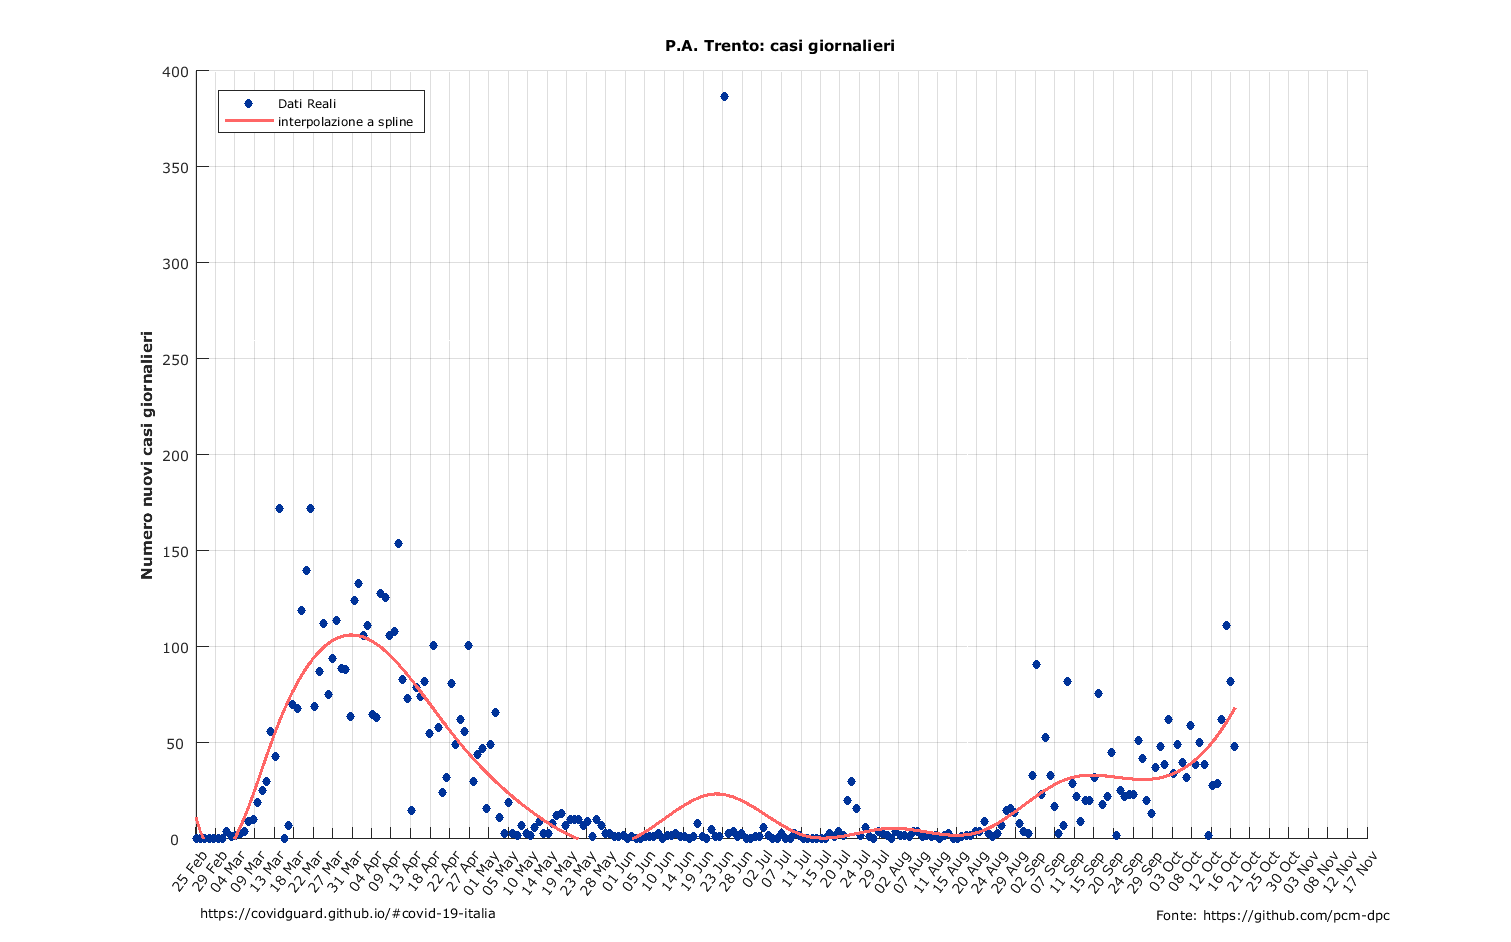 P.A. Trento: casi giornalieri
400
350
300
250
200
150
100
50
0
Dati Reali
interpolazione a spline
Numero nuovi casi giornalieri
25 Feb
29 Feb
04 Mar
09 Mar
13 Mar
18 Mar
22 Mar
27 Mar
31 Mar
04 Apr
09 Apr
13 Apr
18 Apr
22 Apr
27 Apr
01 May
05 May
10 May
14 May
19 May
23 May
28 May
01 Jun
05 Jun
10 Jun
14 Jun
19 Jun
23 Jun
28 Jun
02 Jul
07 Jul
11 Jul
15 Jul
20 Jul
24 Jul
29 Jul
02 Aug
07 Aug
11 Aug
15 Aug
20 Aug
24 Aug
29 Aug
02 Sep
07 Sep
11 Sep
15 Sep
20 Sep
24 Sep
29 Sep
03 Oct
08 Oct
12 Oct
16 Oct
21 Oct
25 Oct
30 Oct
03 Nov
08 Nov
12 Nov
17 Nov
https://covidguard.github.io/#covid-19-italia
Fonte: https://github.com/pcm-dpc